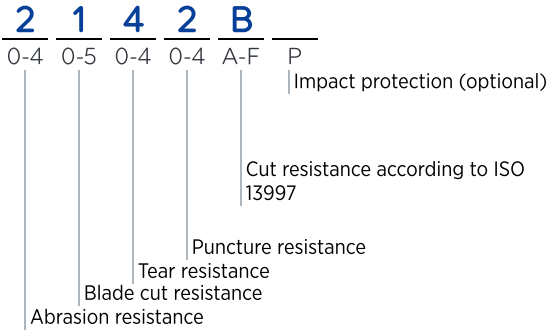 2 1 4 2 B
0-4 0-5 0-4 0-4 A-F P
Impact protection (optional)
Cut resistance according to ISO
13997
Puncture resistance
Tear resistance
Blade cut resistance
Abrasion resistance